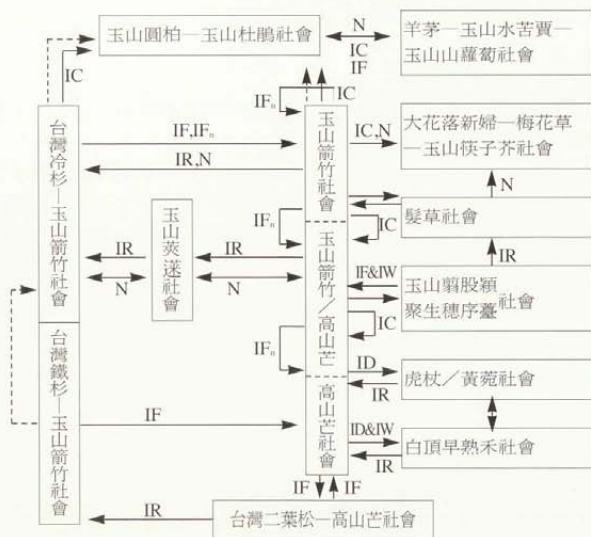 玉山圓柏—玉山杜鵑社會
N
IC
IF
羊茅—玉山水苦賈—
玉山山蘿蔔社會
IC
IFn
IC
台灣冷杉—玉山箭竹社會
IF,IFn
IR,N
玉山箭竹社會
IC,N
大花落新婦—梅花草
—玉山筷子芥社會
N
髮草社會
IFn
IC
IR
玉山莢蒾社會
IR
IR
N
N
玉山箭竹/高山芒
IF&IW
玉山翦股穎
聚生穗序薹
社會
IC
IFn
ID
IR
虎杖/黃菀社會
台灣鐵杉—玉山箭竹社會
IF
高山芒社會
ID&IW
IR
白頂早熟禾社會
IF
IF
IR
台灣二葉松—高山芒社會